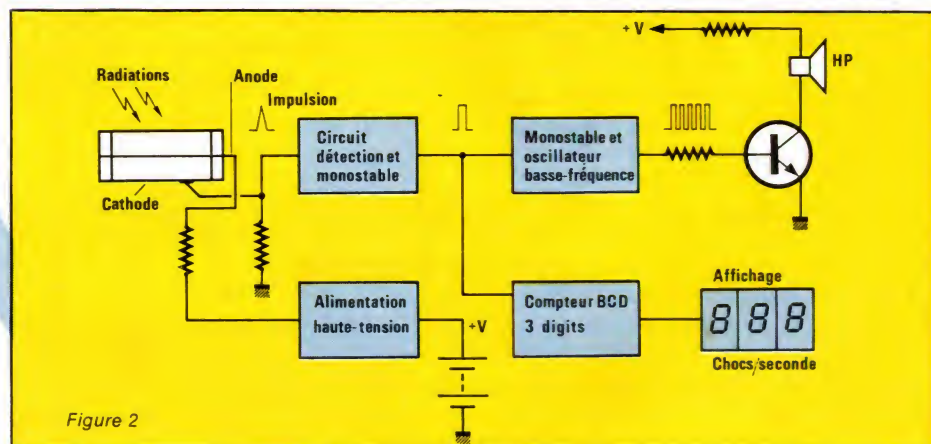 + V
HP
Radiations
Anode
Impulsion
Circuit
détection et
monostable
Monostable et
oscillateur
basse-fréquence
Cathode
Alimentation
haute-tension
+V
Compteur BCD
3 digits
Affichage
888
Chocs/seconde
Figure 2